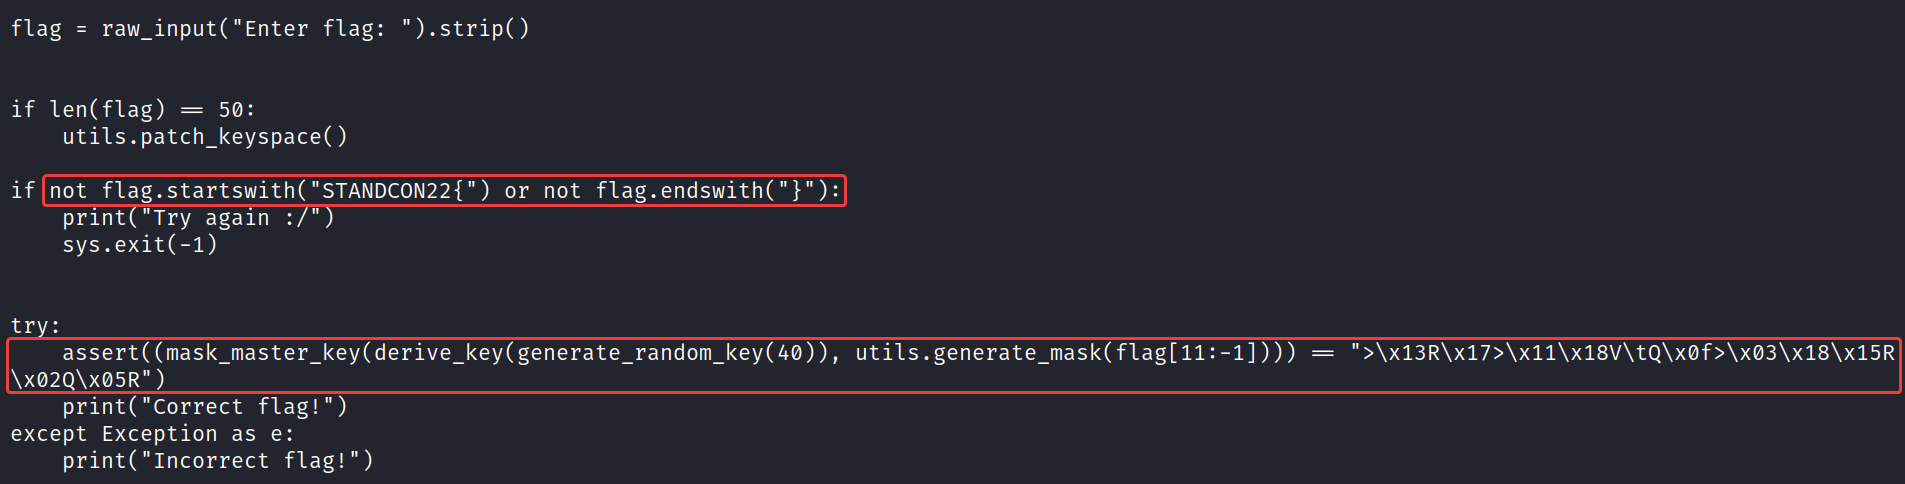 flag = raw_input("Enter flag: ").strip()
if len(flag) == 50:
    utils.patch_keyspace()
if not flag.startswith("STANDCON22{") or not flag.endswith("}"):
    print("Try again :/")
    sys.exit(-1)
try:
    assert((mask_master_key(derive_key(generate_random_key(40)), utils.generate_mask(flag[11:-1]))) == ">\x13R\x17>\x11\x18V\tQ\x0f>\x03\x18\x15R
\x02Q\x05R")
    print("Correct flag!")
except Exception as e:
    print("Incorrect flag!")